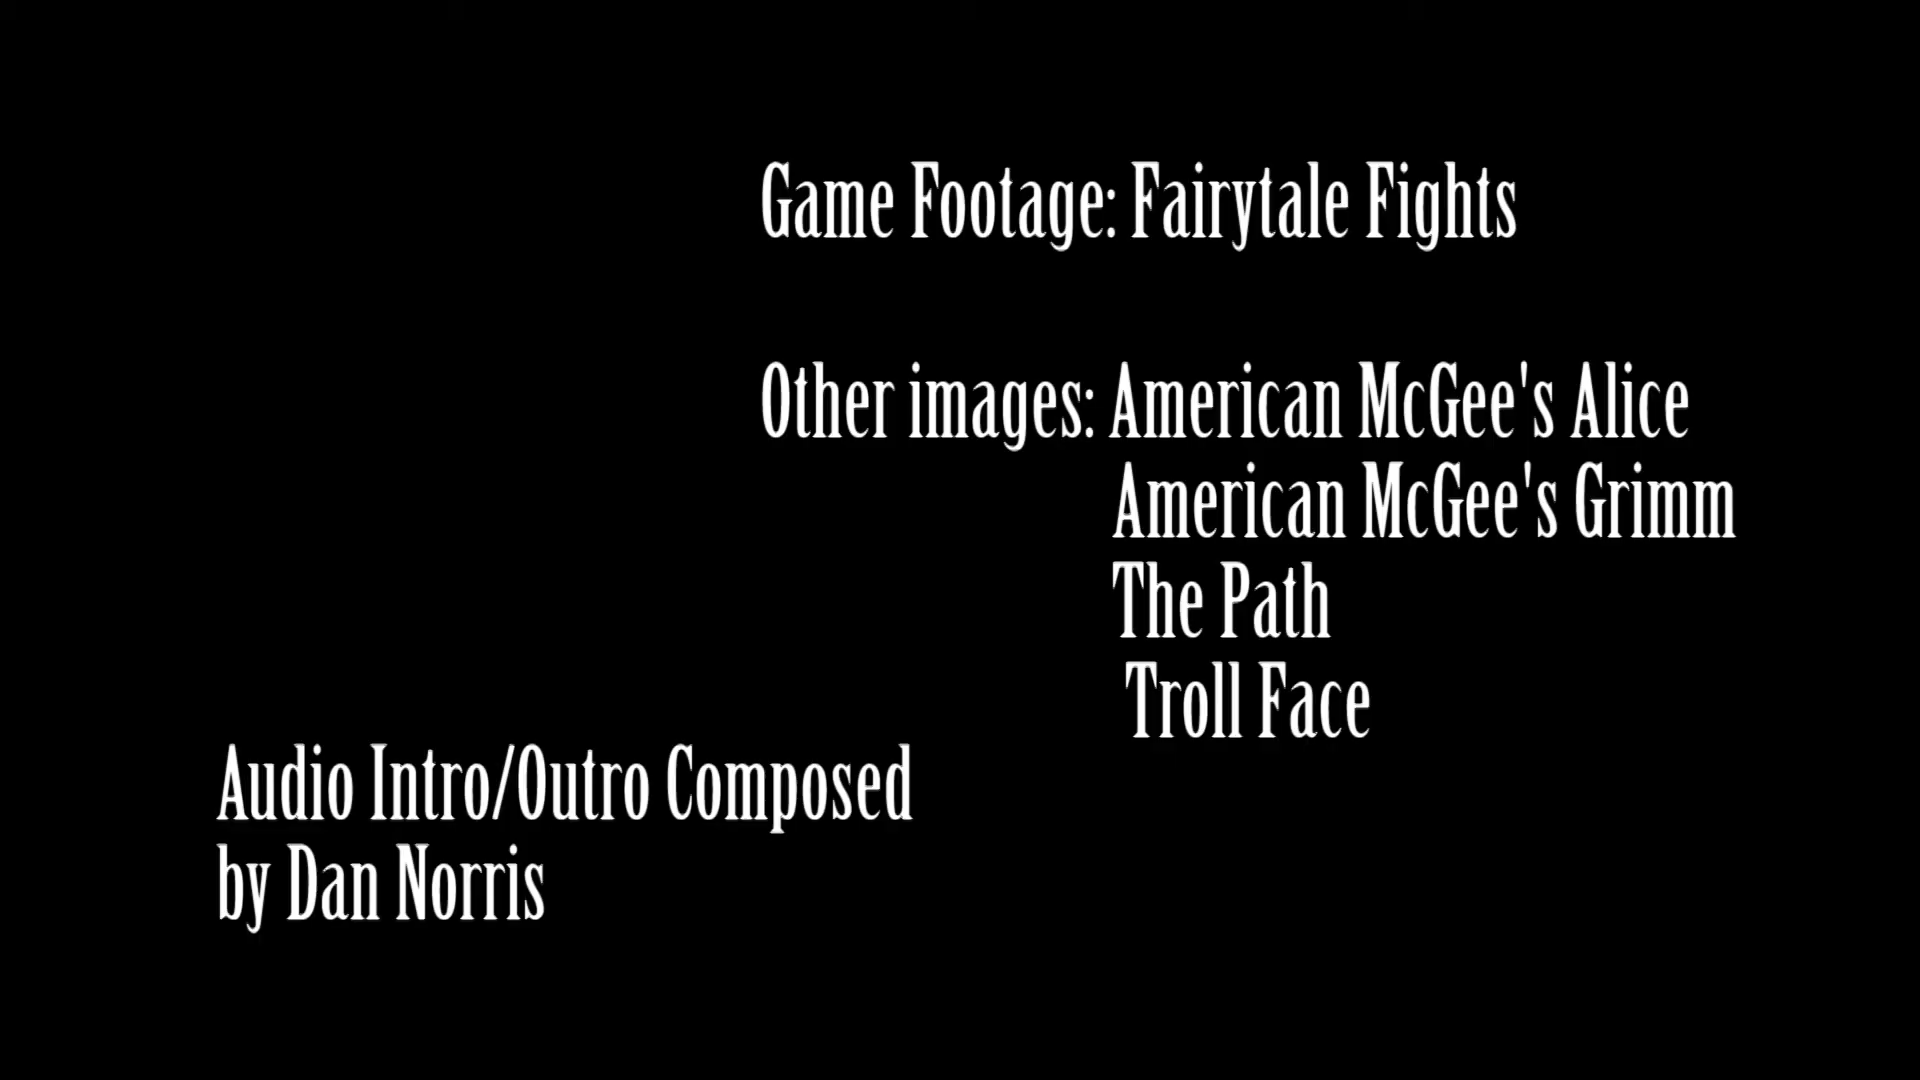 Game Footage: Fairytale Fights
Other images: American McGee's Alice
American McGee's Grimm
The Path
Troll Face
Audio Intro/Outro Composed
by Dan Norris